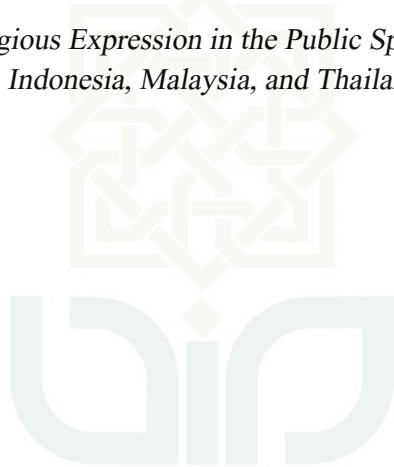 gious Expression in the Public Sp
Indonesia, Malaysia, and Thaila